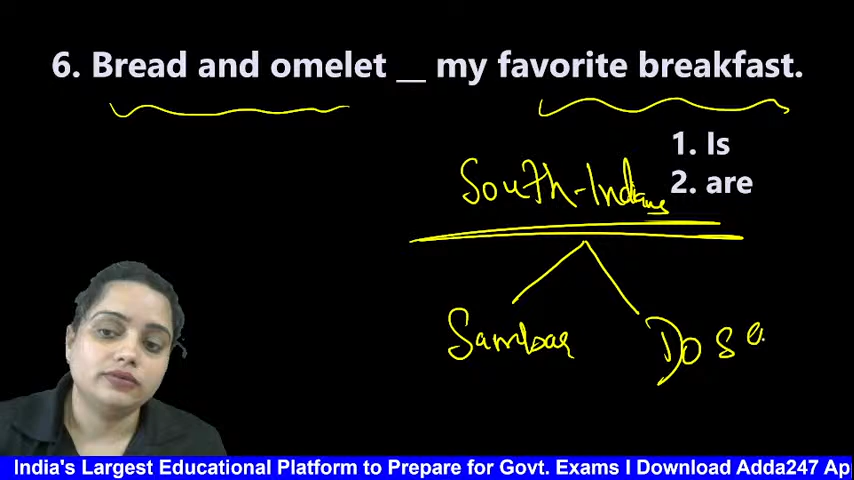 6. Bread and omelet __ my favorite breakfast.
1. Is
2. are
South-Indians
Sambar Dosa
India's Largest Educational Platform to Prepare for Govt. Exams I Download Adda247 Ap